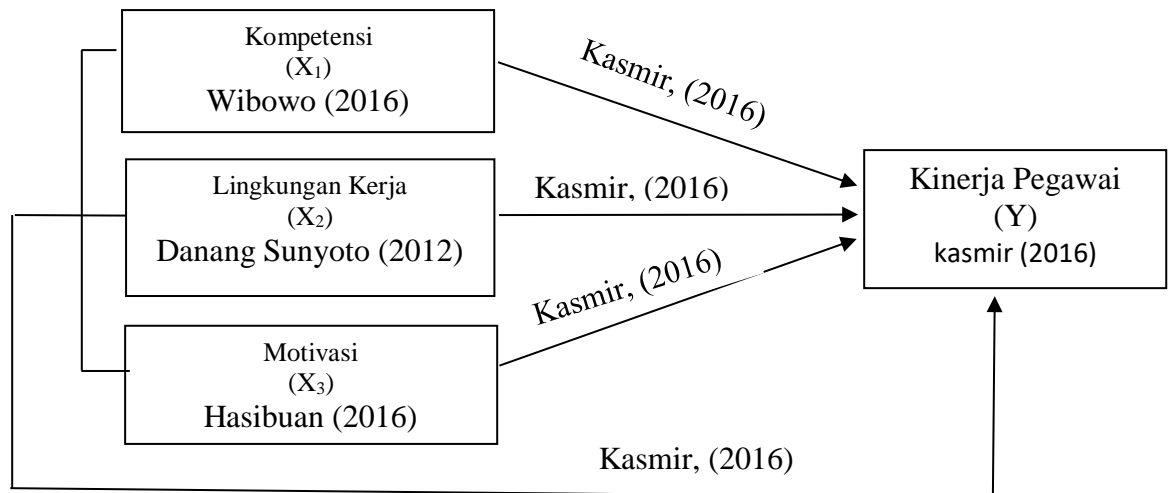 Kompetensi
(X₁)
Wibowo (2016)
Kasmir, (2016)
Lingkungan Kerja
(X₂)
Danang Sunyoto (2012)
Kasmir, (2016)
Motivasi
(X₃)
Hasibuan (2016)
Kasmir, (2016)
Kinerja Pegawai
(Y)
kasmir (2016)
Kasmir, (2016)